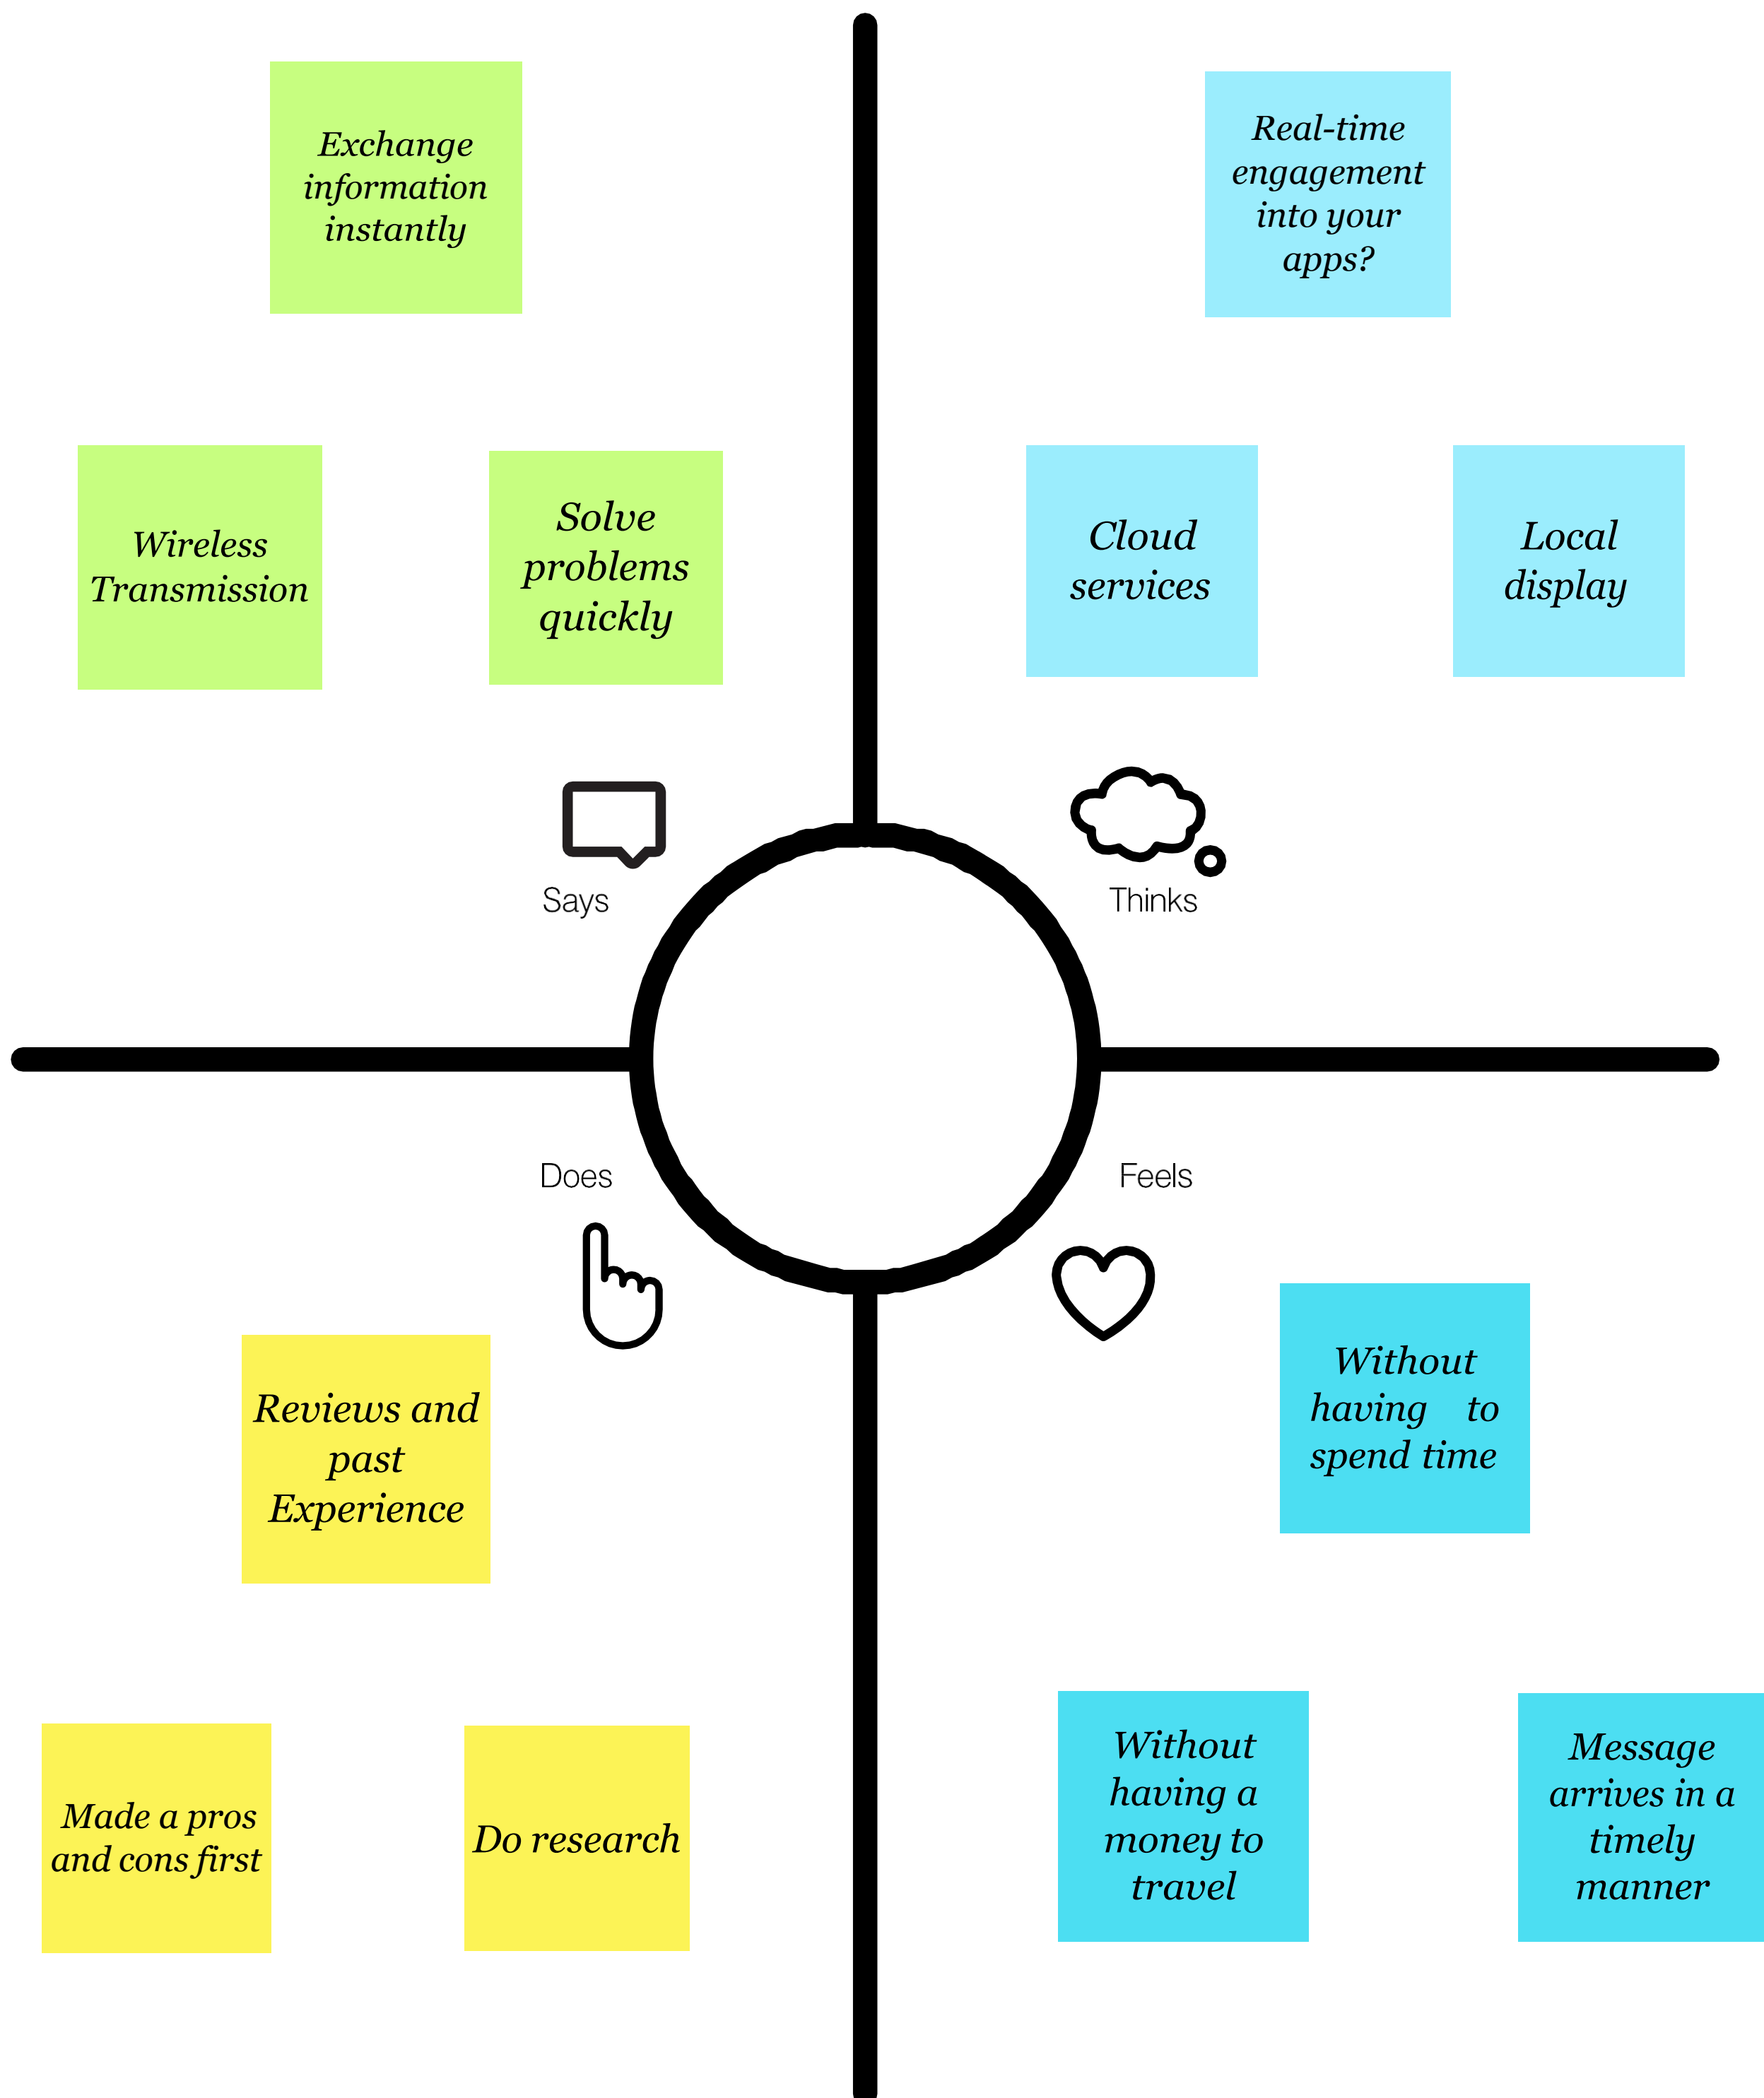 Exchange
information
instantly
Wireless
Transmission
Solve
problems
quickly
Says
Real-time
engagement
into your
apps?
Cloud
services
Local
display
Thinks
Does
Reviews and
past
Experience
Made a pros
and cons first
Do research
Feels
Without
having to
spend time
Without
having a
money to
travel
Message
arrives in a
timely
manner